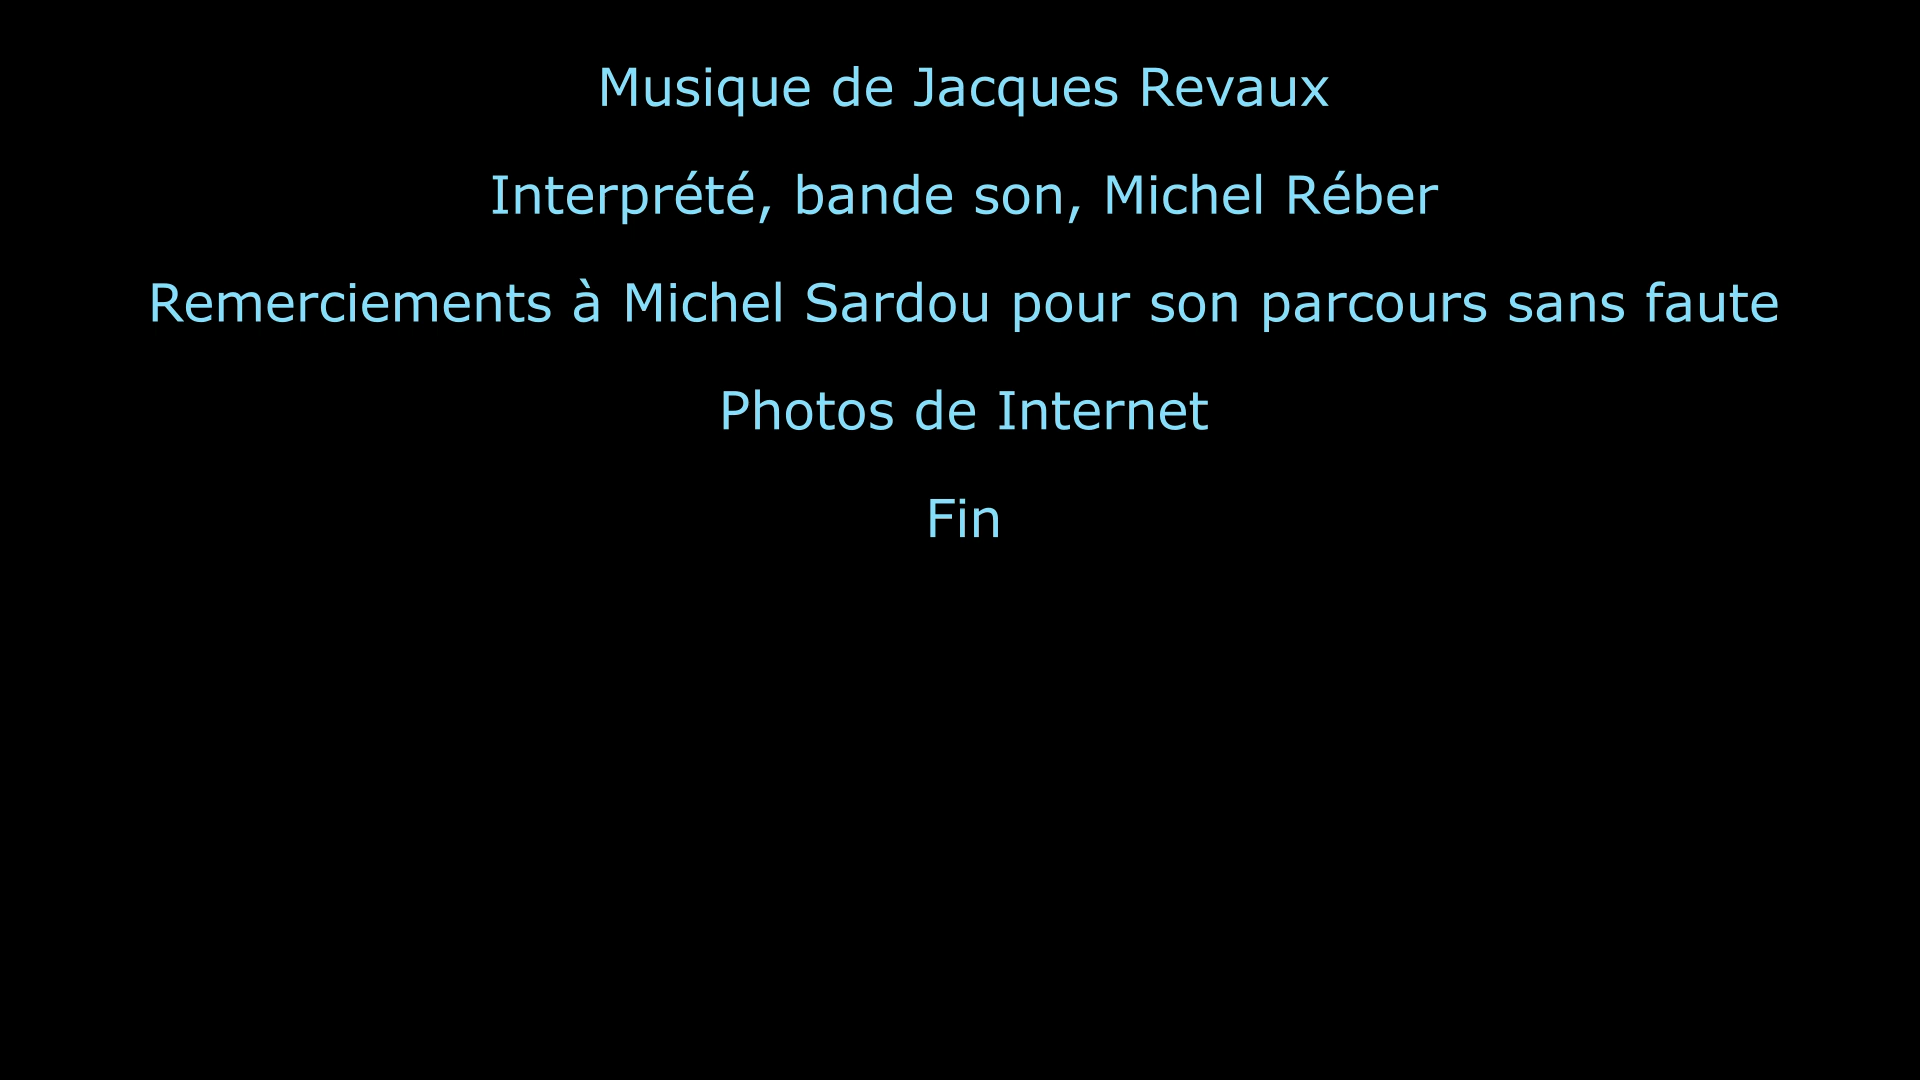 Musique de Jacques Revaux
Interprété, bande son, Michel Réber
Remerciements à Michel Sardou pour son parcours sans faute
Photos de Internet
Fin